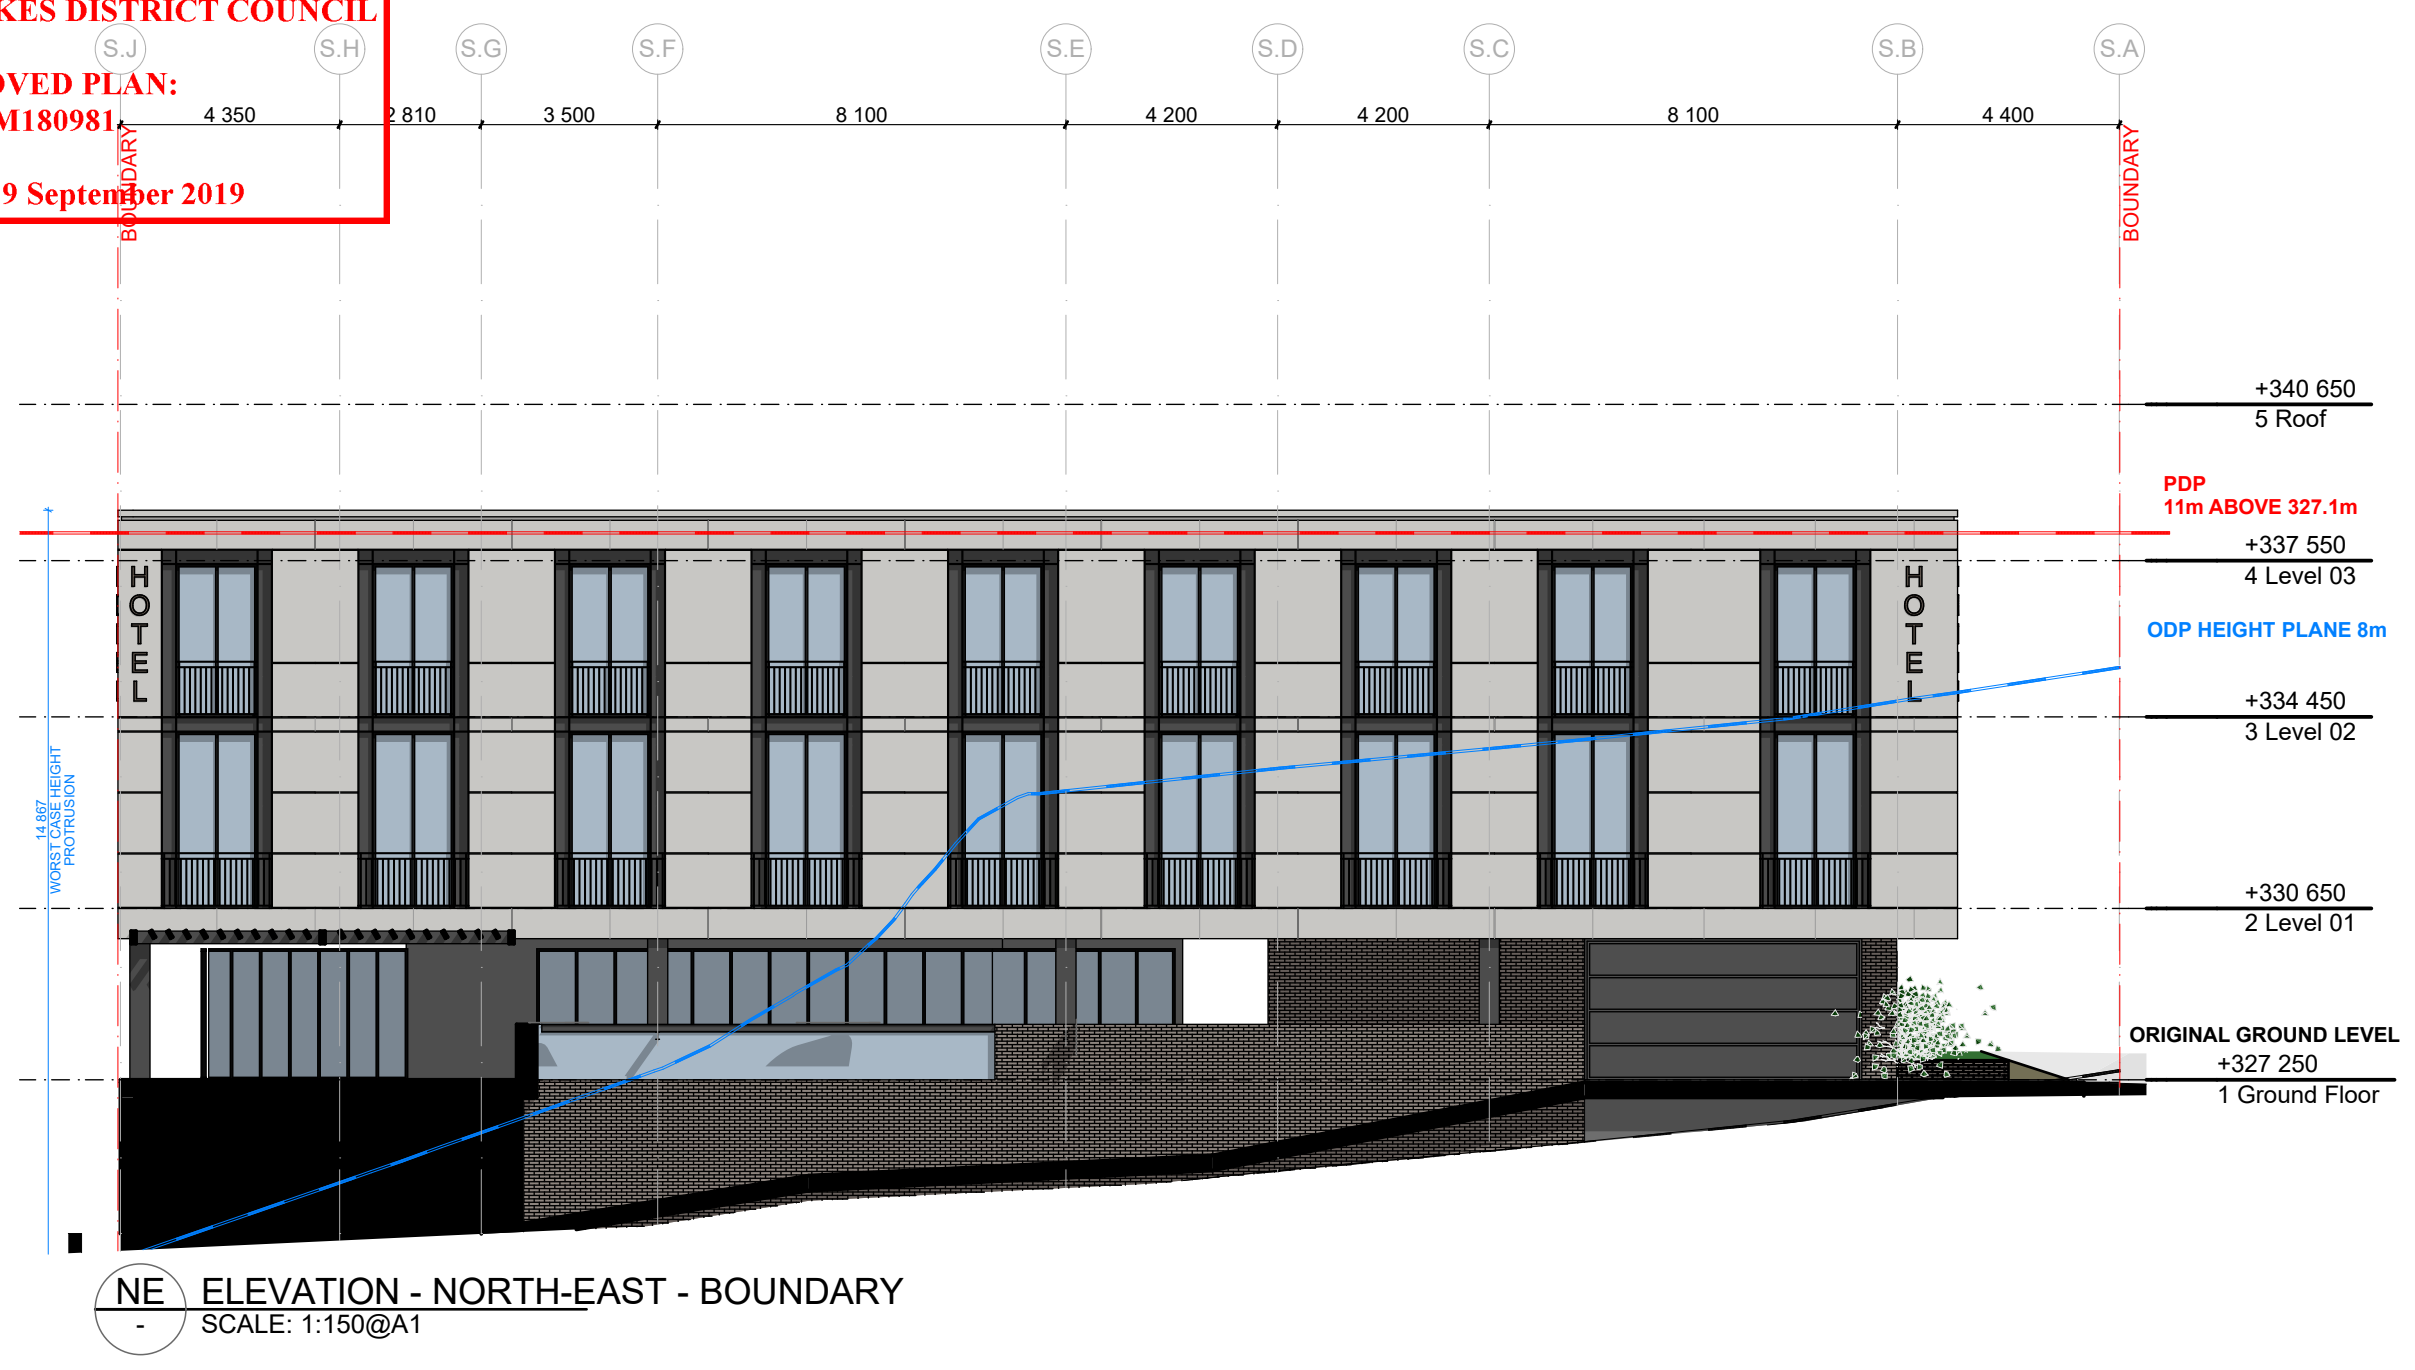 KES DISTRICT COUNCIL
OVED PLAN:
M180981
9 September 2019
S.J S.H S.G S.F S.E S.D S.C S.B S.A
4 350 2 810 3 500 8 100 4 200 4 200 8 100 4 400
BOUNDARY
BOUNDARY
+340 650
5 Roof
PDP
11m ABOVE 327.1m
+337 550
4 Level 03
HOTEL
HOTEL
ODP HEIGHT PLANE 8m
+334 450
3 Level 02
14 867
WORST CASE HEIGHT
PROTRUSION
+330 650
2 Level 01
ORIGINAL GROUND LEVEL
+327 250
1 Ground Floor
NE
-
ELEVATION - NORTH-EAST - BOUNDARY
SCALE: 1:150@A1